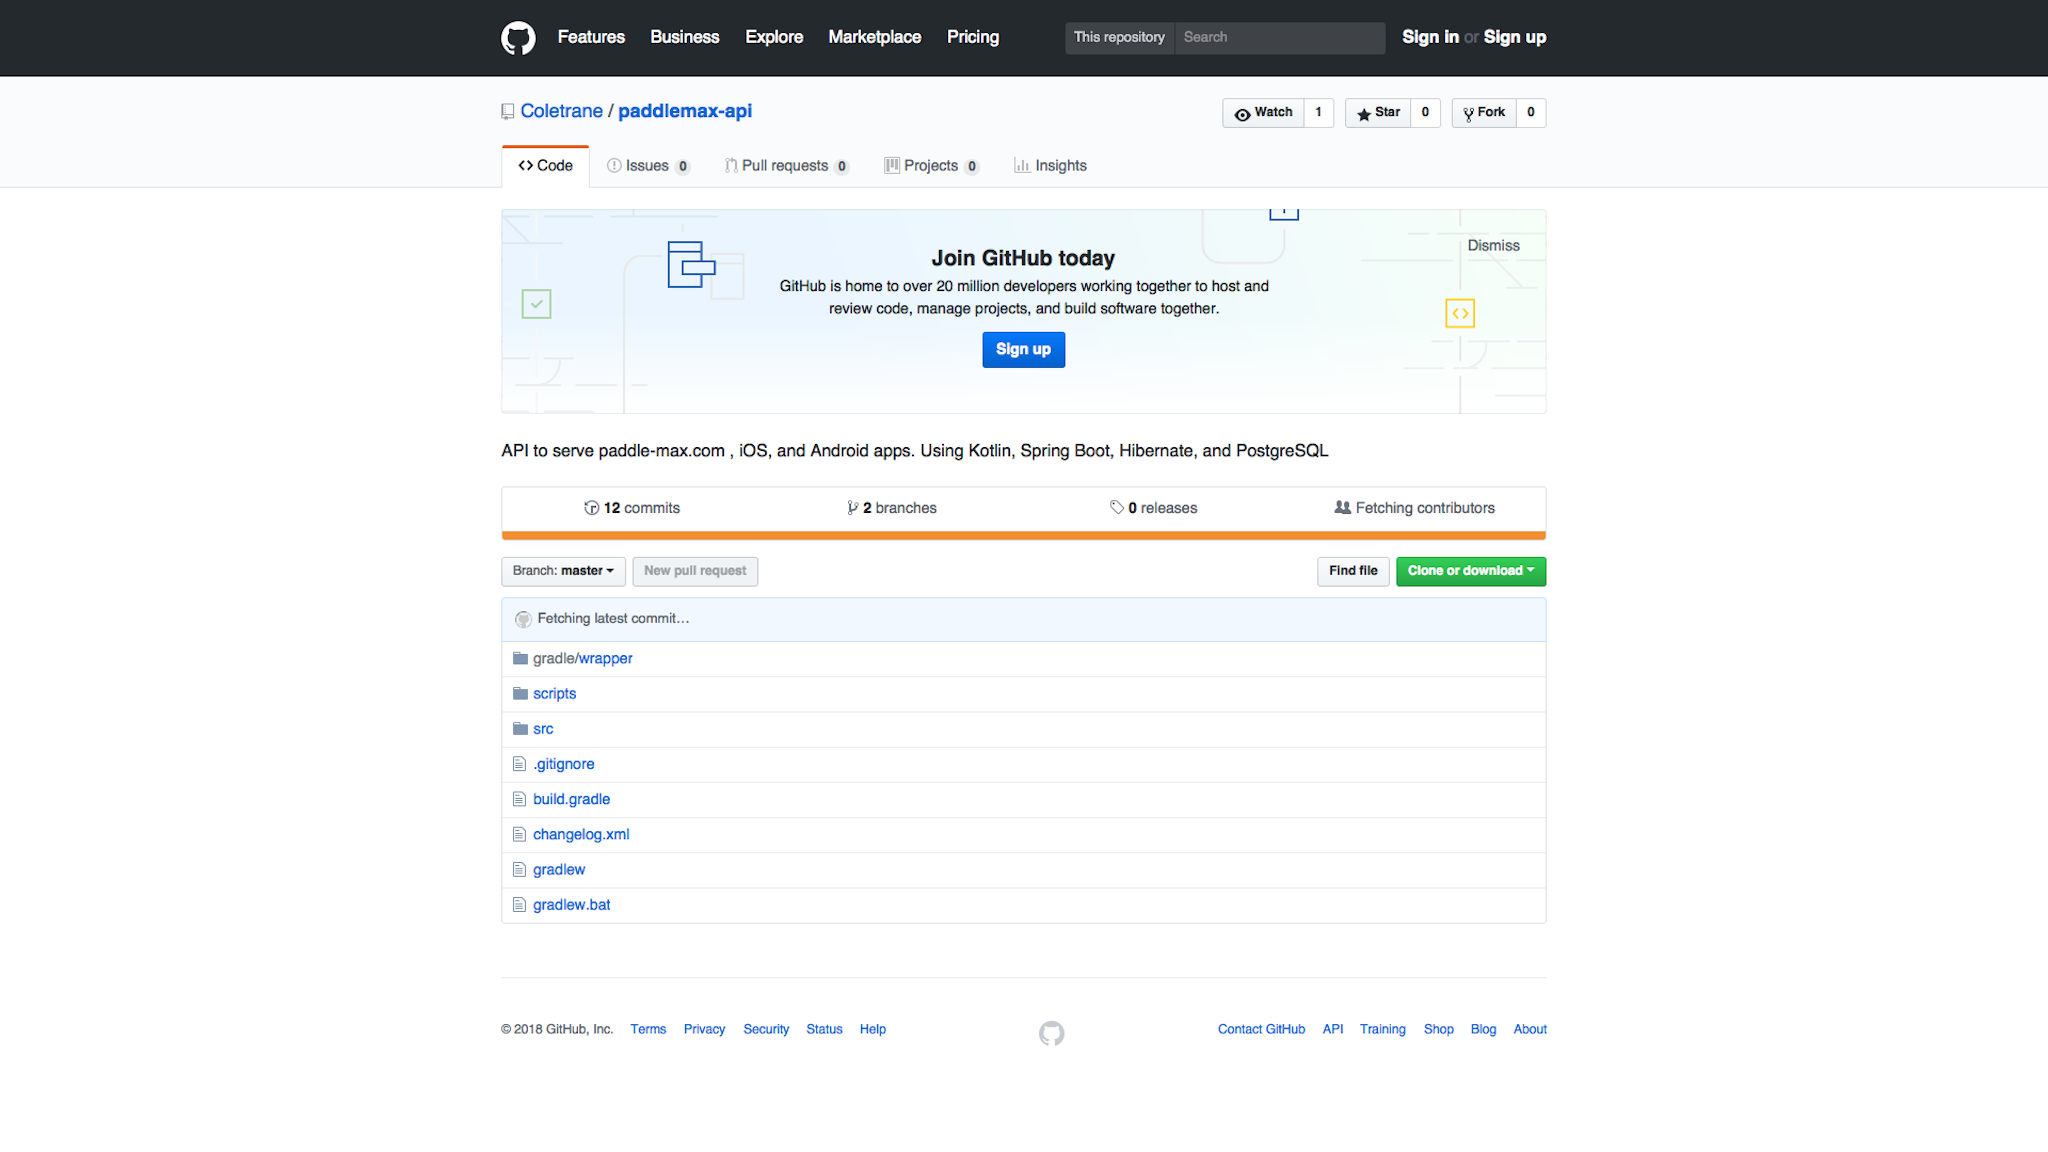 Features Business Explore Marketplace Pricing This repository Search Sign in or Sign up
Coletrane / paddlemax-api Watch 1 Star 0 Fork 0
Code Issues 0 Pull requests 0 Projects 0 Insights
Dismiss
Join GitHub today
GitHub is home to over 20 million developers working together to host and
review code, manage projects, and build software together.
Sign up
API to serve paddle-max.com , iOS, and Android apps. Using Kotlin, Spring Boot, Hibernate, and PostgreSQL
12 commits 2 branches 0 releases Fetching contributors
Branch: master New pull request Find file Clone or download
Fetching latest commit…
gradle/wrapper
scripts
src
.gitignore
build.gradle
changelog.xml
gradlew
gradlew.bat
© 2018 GitHub, Inc. Terms Privacy Security Status Help Contact GitHub API Training Shop Blog About